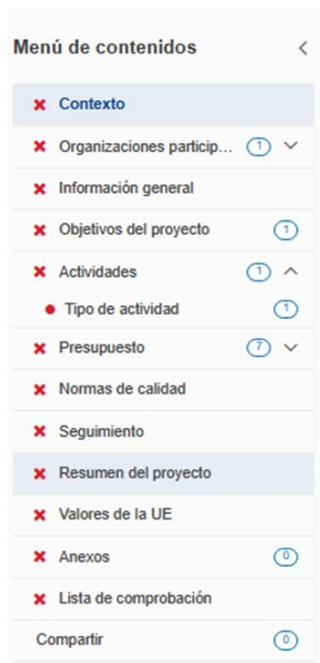 Menú de contenidos
Contexto
Organizaciones particip... 1
Información general
Objetivos del proyecto 1
Actividades 1
Tipo de actividad 1
Presupuesto 7
Normas de calidad
Seguimiento
Resumen del proyecto
Valores de la UE
Anexos 0
Lista de comprobación
Compartir 0